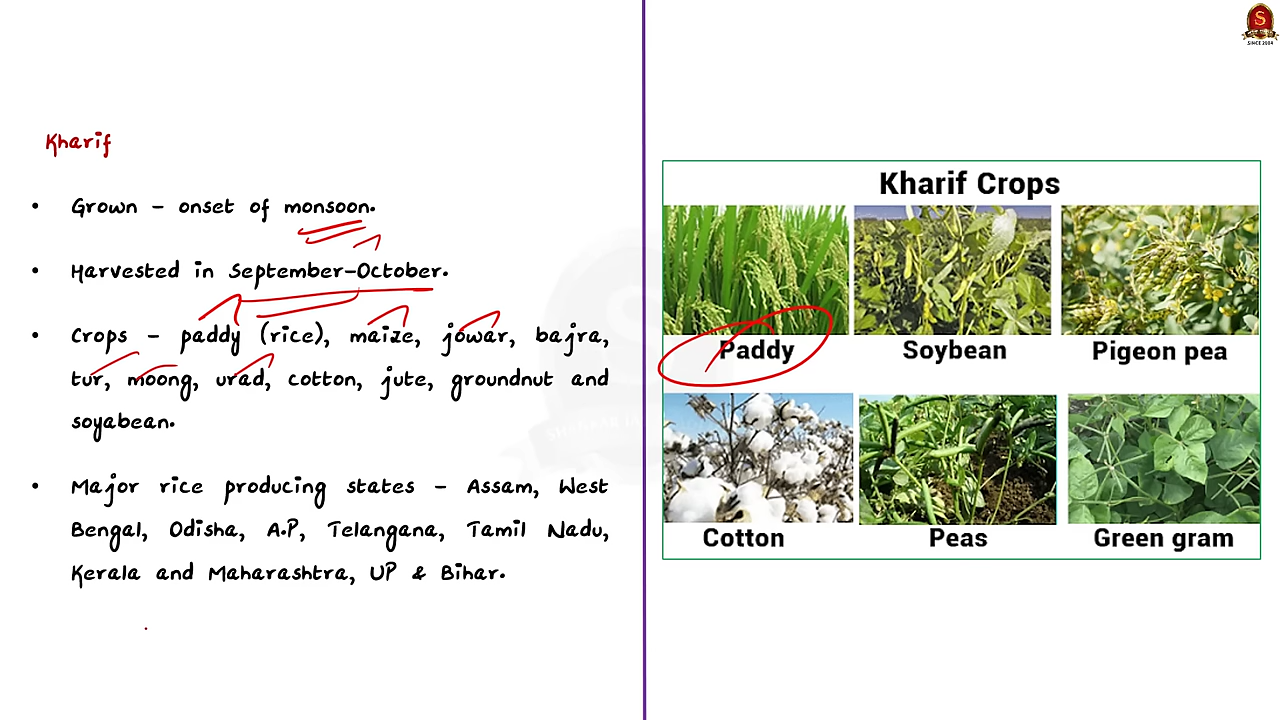 Kharif
• Grown – onset of monsoon.
• Harvested in September-October.
• Crops – paddy (rice), maize, jowar, bajra,
tur, moong, urad, cotton, jute, groundnut and
soyabean.
• Major rice producing states – Assam, West
Bengal, Odisha, A.P, Telangana, Tamil Nadu,
Kerala and Maharashtra, UP & Bihar.
Kharif Crops
Paddy Soybean Pigeon pea
Cotton Peas Green gram
S
SINCE 2004